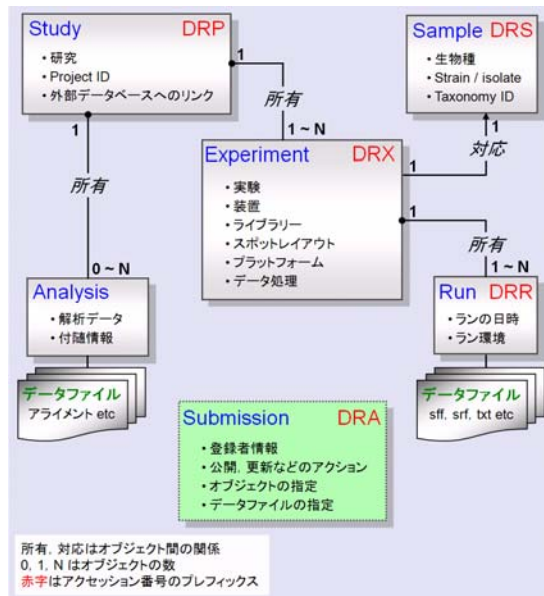 Study DRP
・研究
・Project ID
・外部データベースへのリンク
Sample DRS
・生物種
・Strain / isolate
・Taxonomy ID
1
所有
1 ~ N
1
対応
1
Experiment DRX
・実験
・装置
・ライブラリー
・スポットレイアウト
・プラットフォーム
・データ処理
1
所有
0 ~ N
1
所有
1 ~ N
Analysis
・解析データ
・付随情報
データファイル
アライメント etc
Run DRR
・ランの日時
・ラン環境
データファイル
sff, srf, txt etc
Submission DRA
・登録者情報
・公開, 更新などのアクション
・オブジェクトの指定
・データファイルの指定
所有, 対応はオブジェクト間の関係
0, 1, N はオブジェクトの数
赤字はアクセッション番号のプレフィックス